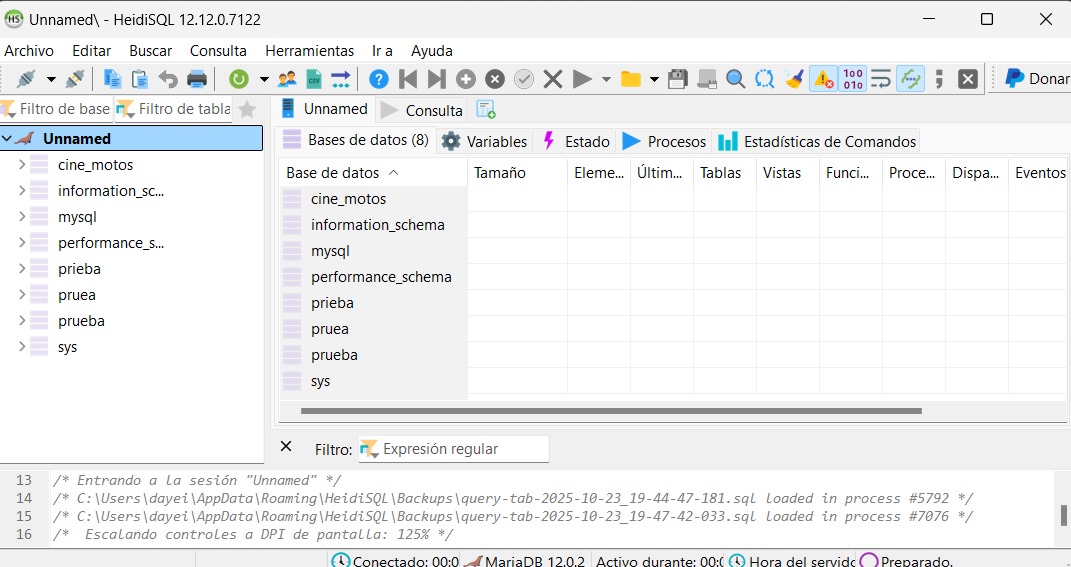 Unnamed\ - HeidiSQL 12.12.0.7122
Archivo Editar Buscar Consulta Herramientas Ir a Ayuda
Donar
Filtro de base Filtro de tabla Unnamed Consulta
Unnamed
cine_motos
information_sc...
mysql
performance_s...
prieba
pruea
prueba
sys
Bases de datos (8) Variables Estado Procesos Estadísticas de Comandos
Base de datos Tamaño Eleme... Últim... Tablas Vistas Funci... Proce... Dispa... Eventos
cine_motos
information_schema
mysql
performance_schema
prieba
pruea
prueba
sys
Filtro: Expresión regular
13 /* Entrando a la sesión "Unnamed" */
14 /* C:\Users\dayei\AppData\Roaming\HeidiSQL\Backups\query-tab-2025-10-23_19-44-47-181.sql loaded in process #5792 */
15 /* C:\Users\dayei\AppData\Roaming\HeidiSQL\Backups\query-tab-2025-10-23_19-47-42-033.sql loaded in process #7076 */
16 /* Escalando controles a DPI de pantalla: 125% */
Conectado: 00:0 MariaDB 12.0.2 Activo durante: 00:0 Hora del servido Preparado.